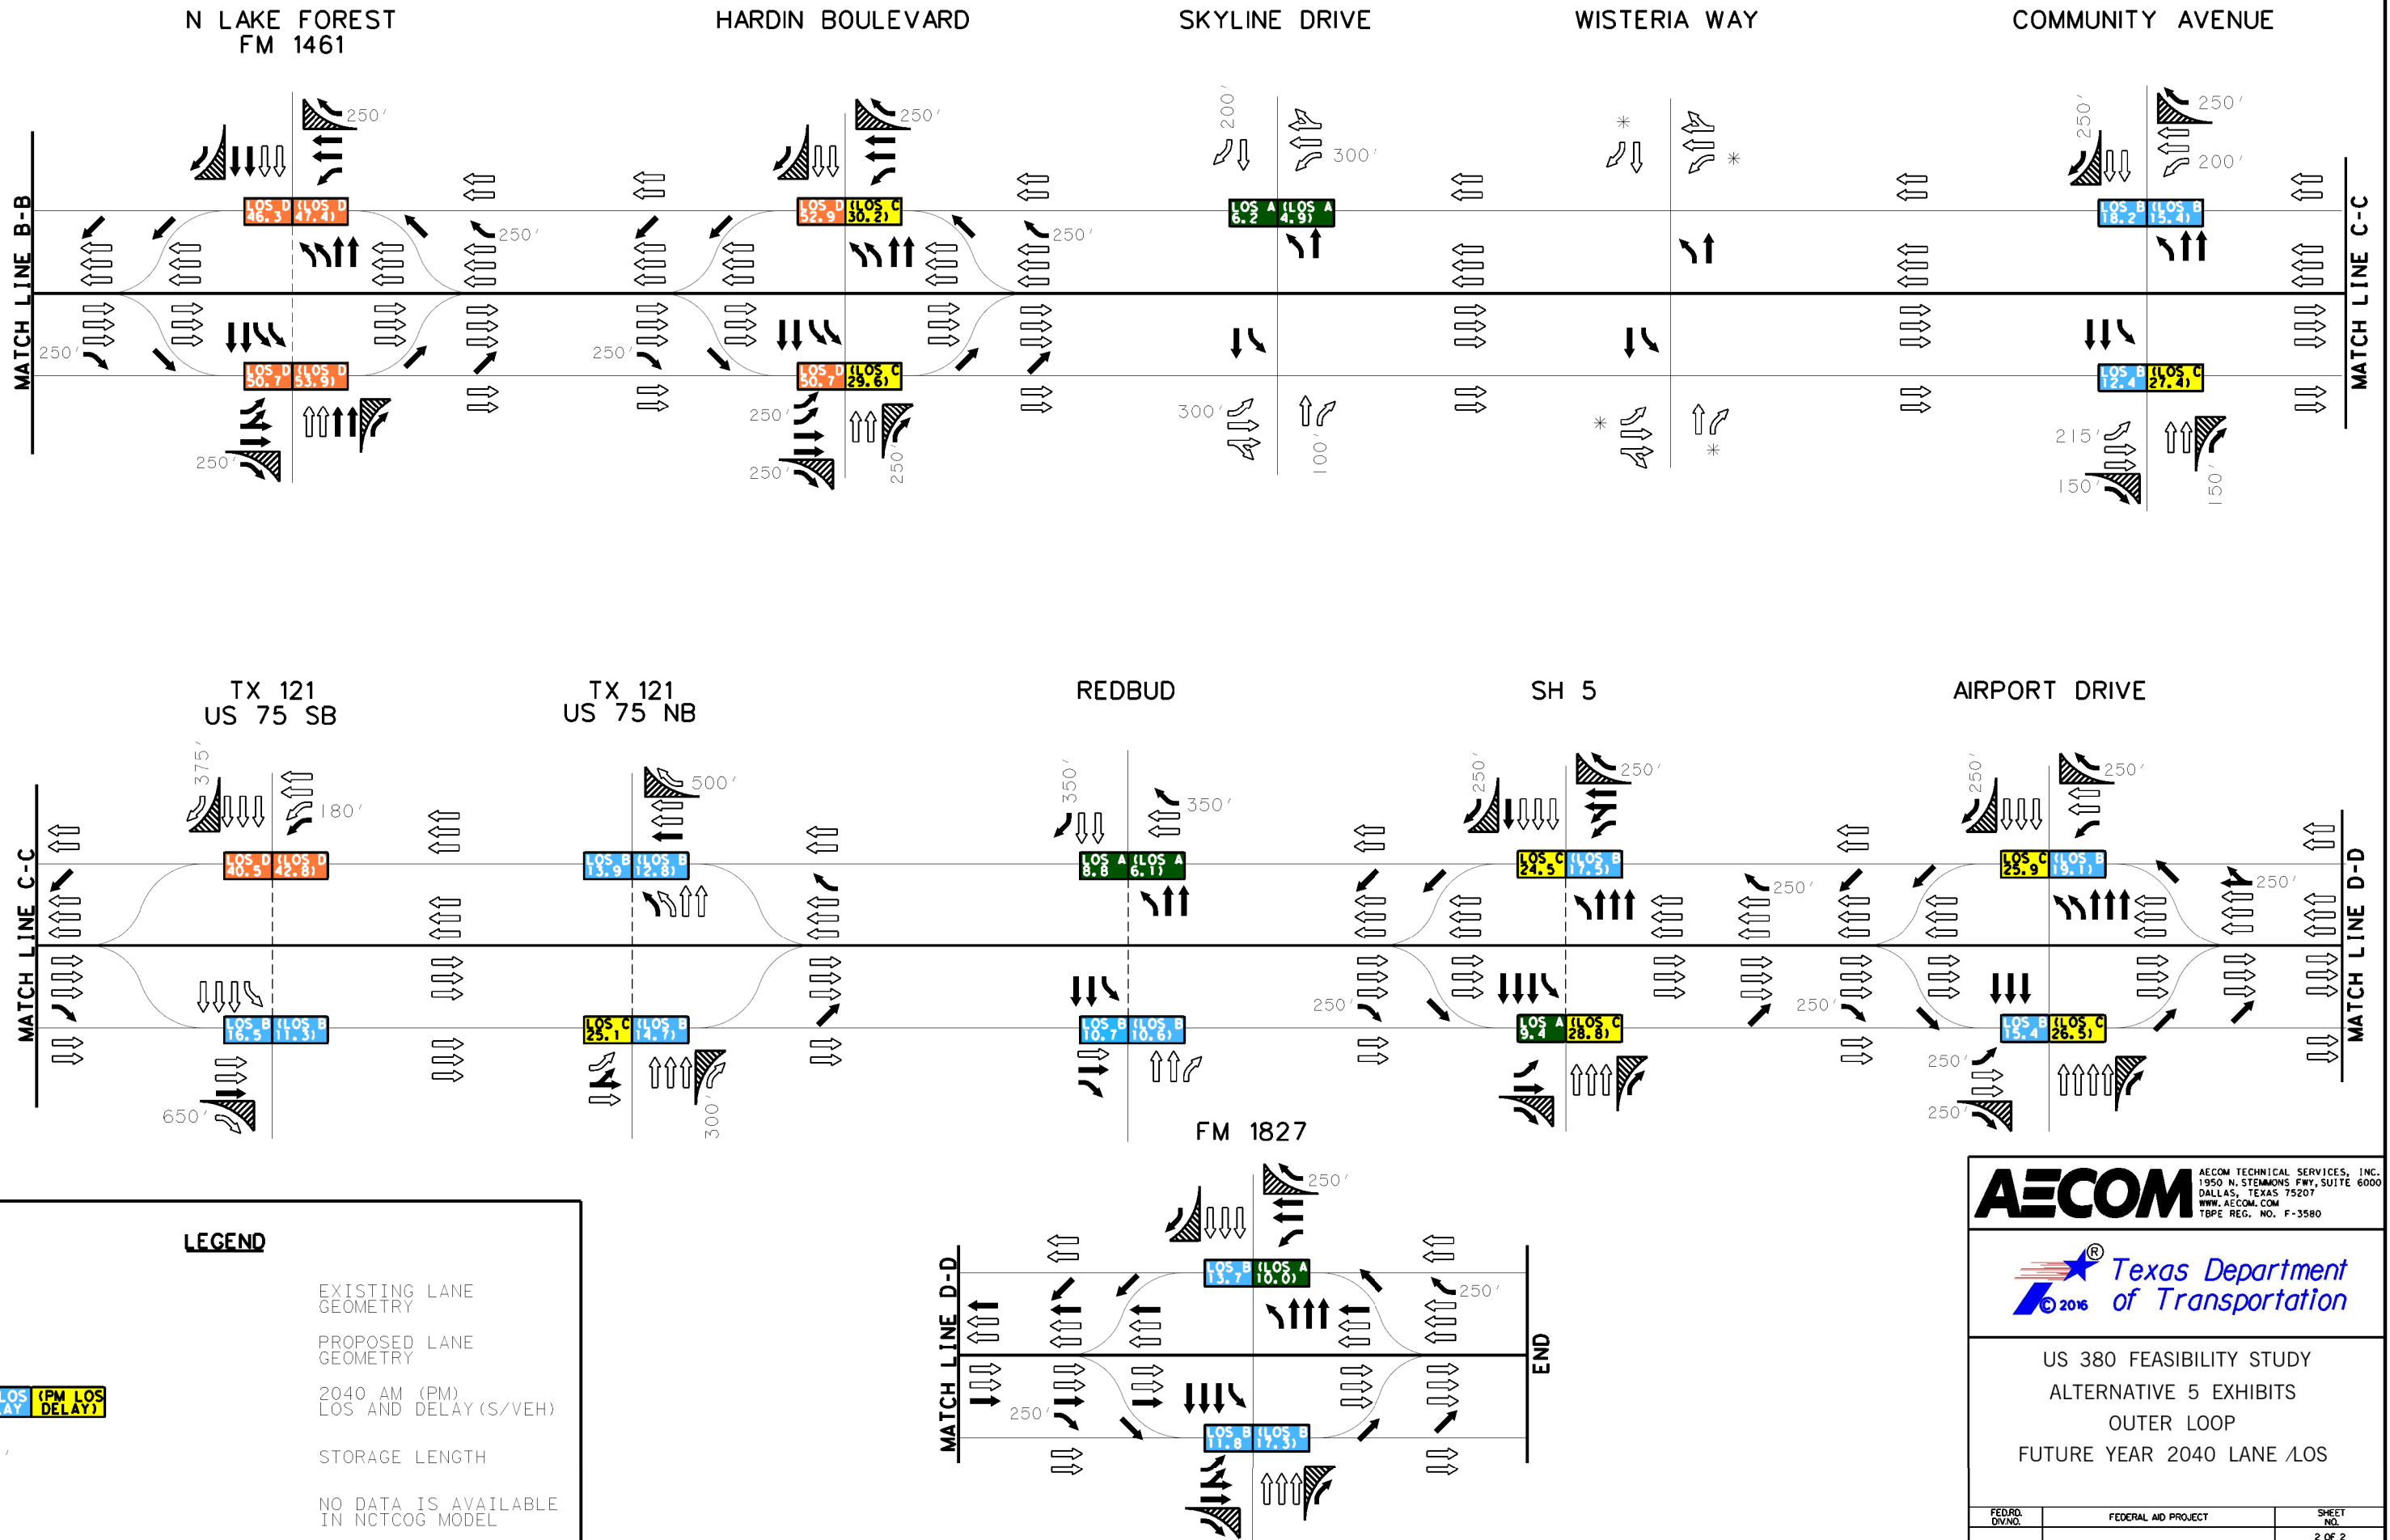 N LAKE FOREST
FM 1461
HARDIN BOULEVARD
SKYLINE DRIVE
WISTERIA WAY
COMMUNITY AVENUE
MATCH LINE B-B
250'
LOS D 46.3
(LOS D 47.4)
250'
250'
LOS D 50.7
(LOS D 53.9)
250'
250'
LOS D 52.9
(LOS C 30.2)
250'
250'
LOS D 50.7
(LOS C 29.6)
250'
250'
250'
200'
300'
LOS A 6.2
(LOS A 4.9)
300'
100'
*
*
*
*
250'
250'
200'
LOS B 18.2
(LOS B 15.4)
LOS B 12.4
(LOS C 27.4)
215'
150'
150'
MATCH LINE C-C
TX 121
US 75 SB
TX 121
US 75 NB
REDBUD
SH 5
AIRPORT DRIVE
MATCH LINE C-C
375'
180'
LOS D 40.5
(LOS D 42.8)
LOS B 16.5
(LOS B 11.3)
650'
500'
LOS B 13.9
(LOS B 12.8)
LOS C 25.1
(LOS B 14.7)
300'
350'
350'
LOS A 8.8
(LOS A 6.1)
LOS B 10.7
(LOS B 10.6)
250'
250'
LOS C 24.5
(LOS B 17.5)
250'
250'
LOS A 9.4
(LOS C 28.8)
250'
250'
LOS C 25.9
(LOS B 19.1)
250'
250'
LOS B 15.4
(LOS C 26.5)
250'
250'
MATCH LINE D-D
FM 1827
MATCH LINE D-D
250'
LOS B 13.7
(LOS A 10.0)
250'
250'
LOS B 11.8
(LOS B 17.3)
END
LEGEND
EXISTING LANE
GEOMETRY
PROPOSED LANE
GEOMETRY
LOS (PM LOS
AY DELAY)
2040 AM (PM)
LOS AND DELAY(S/VEH)
'
STORAGE LENGTH
NO DATA IS AVAILABLE
IN NCTCOG MODEL
AECOM
AECOM TECHNICAL SERVICES, INC.
1950 N. STEMMONS FWY, SUITE 6000
DALLAS, TEXAS 75207
WWW.AECOM.COM
TBPE REG. NO. F-3580
® Texas Department
© 2016 of Transportation
US 380 FEASIBILITY STUDY
ALTERNATIVE 5 EXHIBITS
OUTER LOOP
FUTURE YEAR 2040 LANE /LOS
FED.RD.
DIV.NO.
FEDERAL AID PROJECT
SHEET
NO.
2 OF 2